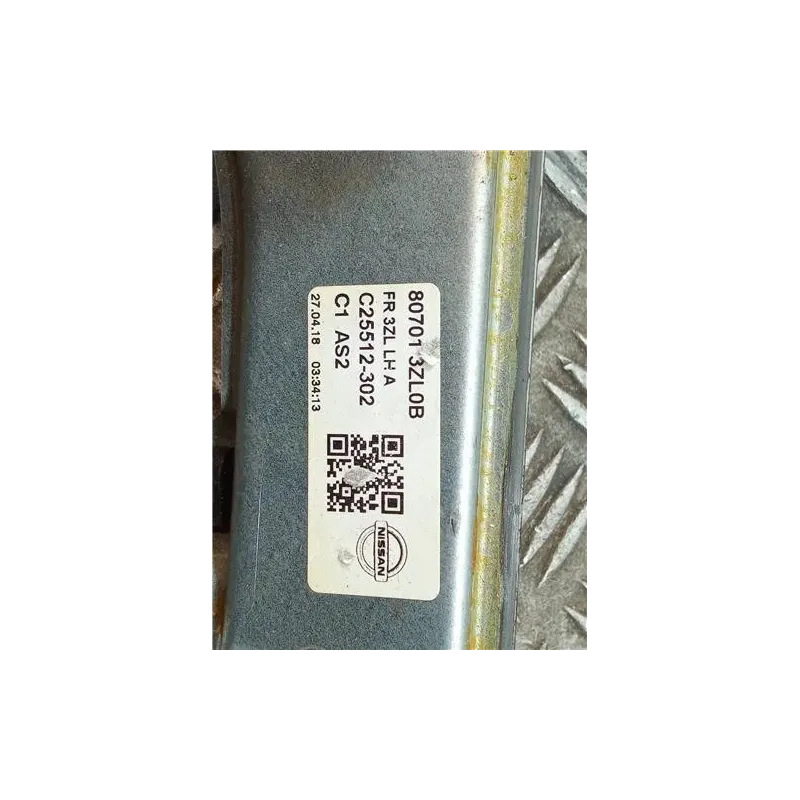 80701 3ZL0B
FR 3ZL LH A
C25512-302
C1 AS2
27.04.18 03:34:13
NISSAN